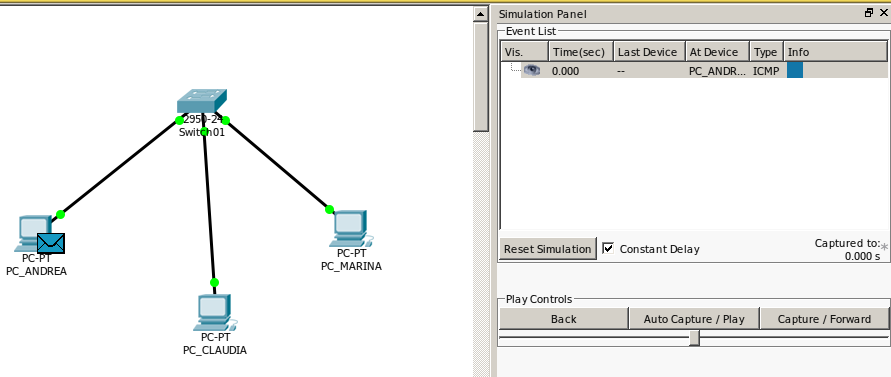 2950-24
Switch01
PC-PT
PC_ANDREA
PC-PT
PC_MARINA
PC-PT
PC_CLAUDIA
Simulation Panel
Event List
Vis. Time(sec) Last Device At Device Type Info
0.000 -- PC_ANDR... ICMP
Reset Simulation Constant Delay Captured to: *
0.000 s
Play Controls
Back Auto Capture / Play Capture / Forward